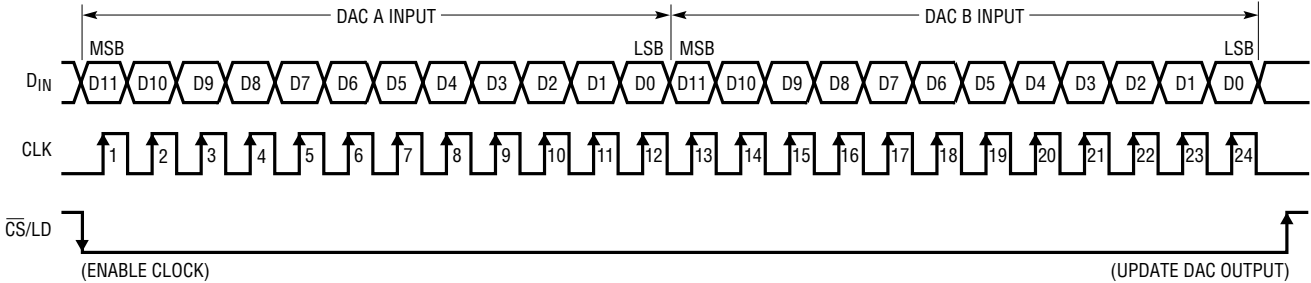 DAC A INPUT DAC B INPUT
MSB LSB MSB LSB
DIN D11 D10 D9 D8 D7 D6 D5 D4 D3 D2 D1 D0 D11 D10 D9 D8 D7 D6 D5 D4 D3 D2 D1 D0
CLK 1 2 3 4 5 6 7 8 9 10 11 12 13 14 15 16 17 18 19 20 21 22 23 24
C̅S̅/LD
(ENABLE CLOCK) (UPDATE DAC OUTPUT)